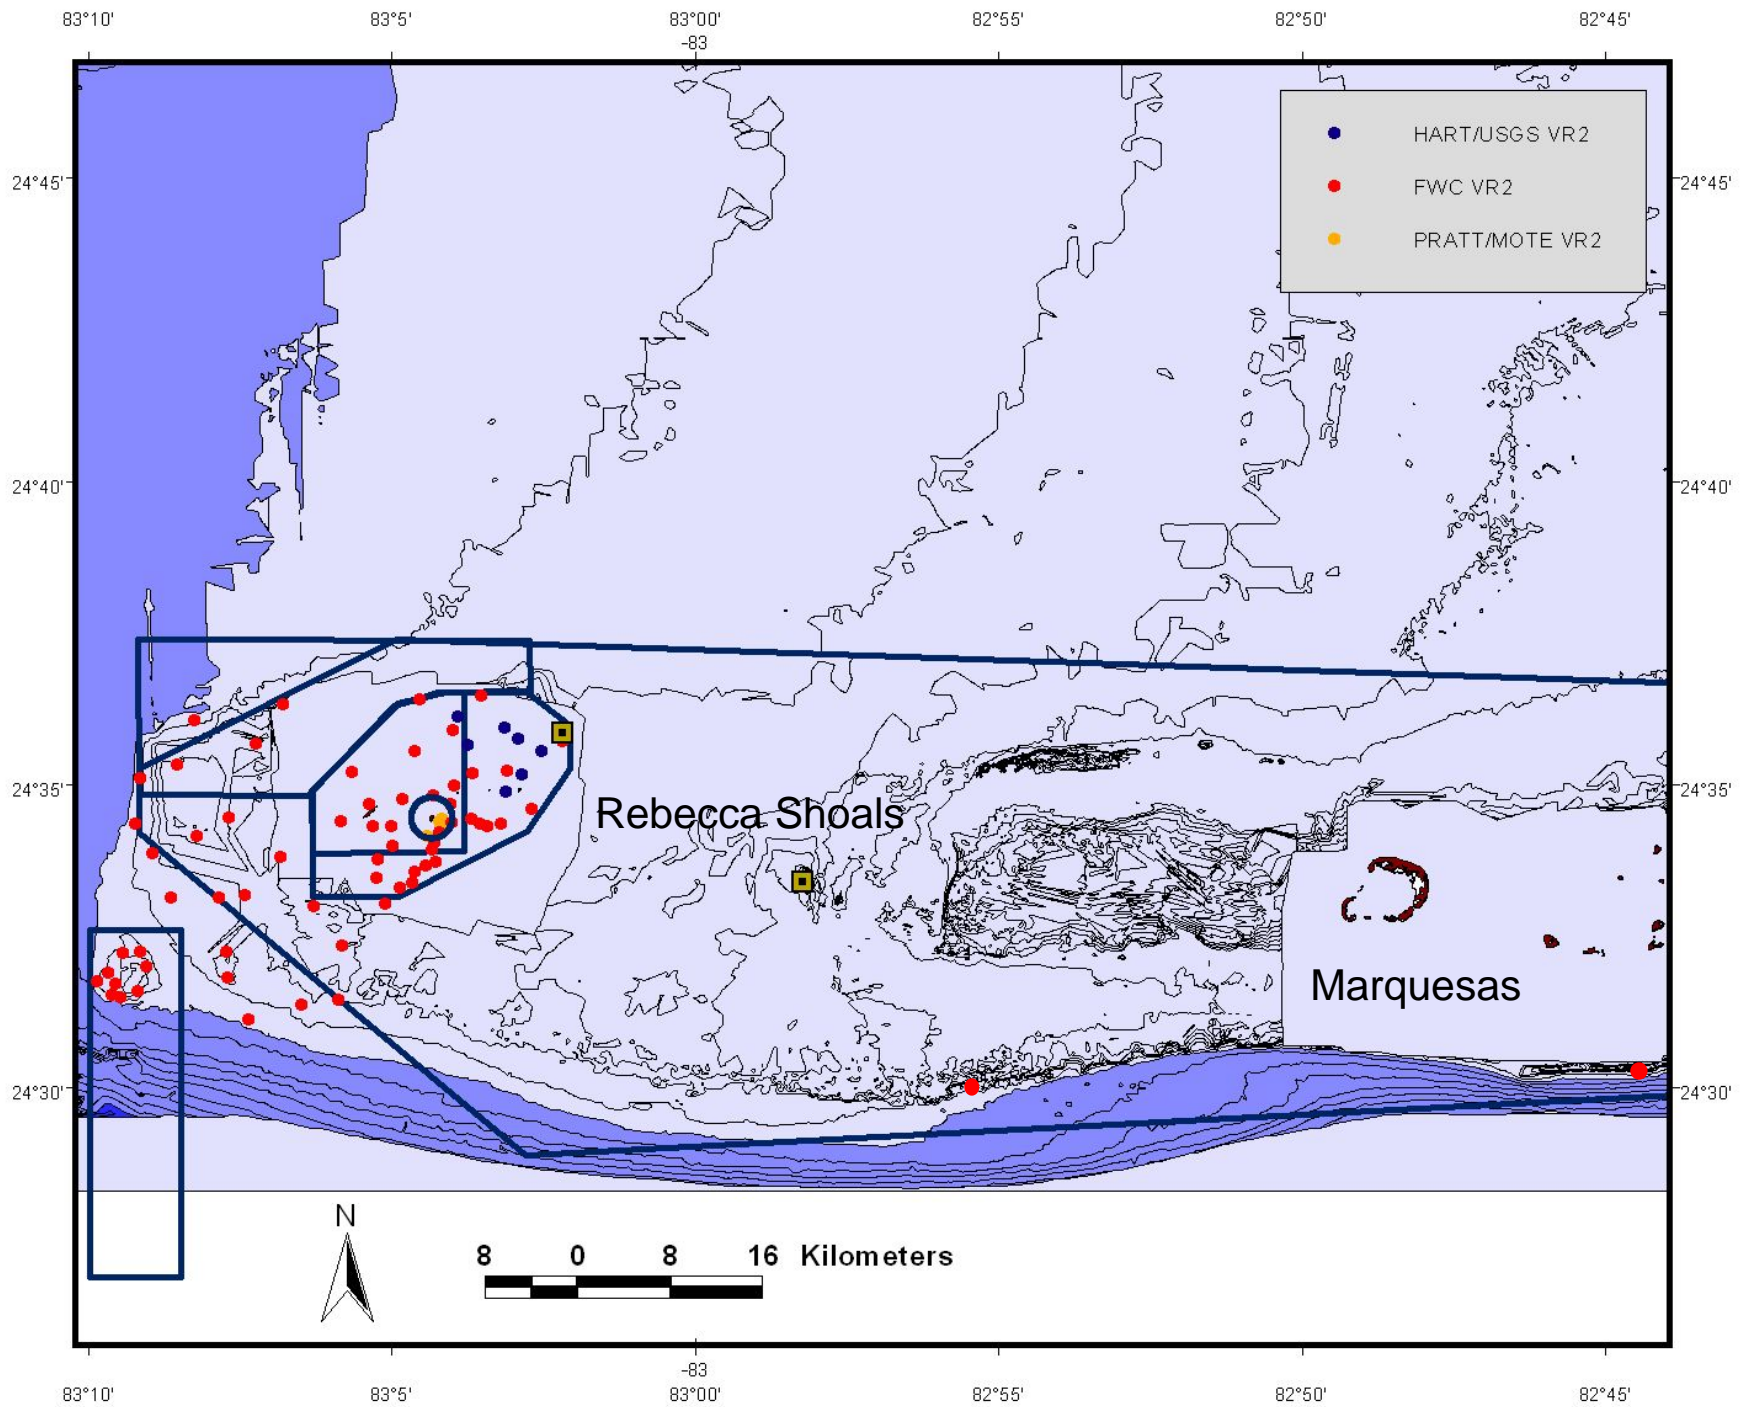 83°10' 83°5' 83°00 82°55' 82°50' 82°45'
-83
HART/USGS VR2
FWC VR2
PRATT/MOTE VR2
24°45' 24°45'
24°40' 24°40'
24°35' 24°35'
Rebecca Shoals
Marquesas
24°30' 24°30'
N
8 0 8 16 Kilometers
-83
83°10' 83°5' 83°00' 82°55' 82°50' 82°45'